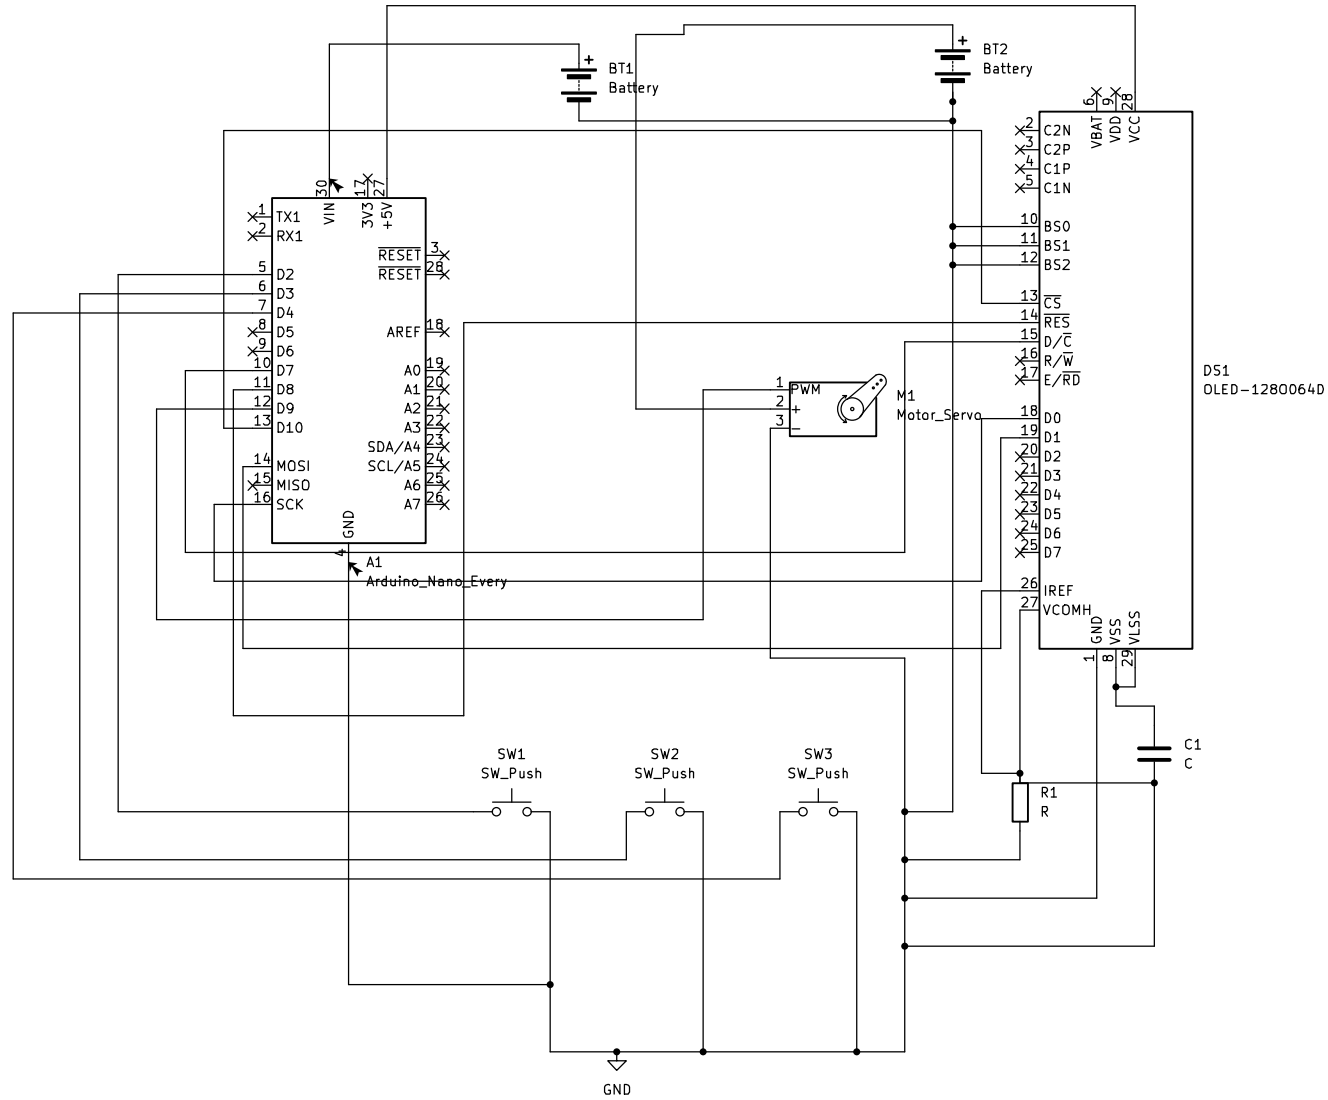 BT1
Battery
+
BT2
Battery
+
30
VIN
17
3V3
27
+5V
1 TX1
2 RX1
5 D2
6 D3
7 D4
8 D5
9 D6
10 D7
11 D8
12 D9
13 D10
14 MOSI
15 MISO
16 SCK
RESET 3
RESET 28
AREF 18
A0 19
A1 20
A2 21
A3 22
SDA/A4 23
SCL/A5 24
A6 25
A7 26
GND
4
A1
Arduino_Nano_Every
1 PWM
2 +
3 −
M1
Motor_Servo
6
VBAT
9
VDD
28
VCC
2 C2N
3 C2P
4 C1P
5 C1N
10 BS0
11 BS1
12 BS2
13 CS
14 RES
15 D/C
16 R/W
17 E/RD
18 D0
19 D1
20 D2
21 D3
22 D4
23 D5
24 D6
25 D7
26 IREF
27 VCOMH
GND
1
VSS
8
VLSS
29
DS1
OLED-128O064D
SW1
SW_Push
SW2
SW_Push
SW3
SW_Push
C1
C
R1
R
GND